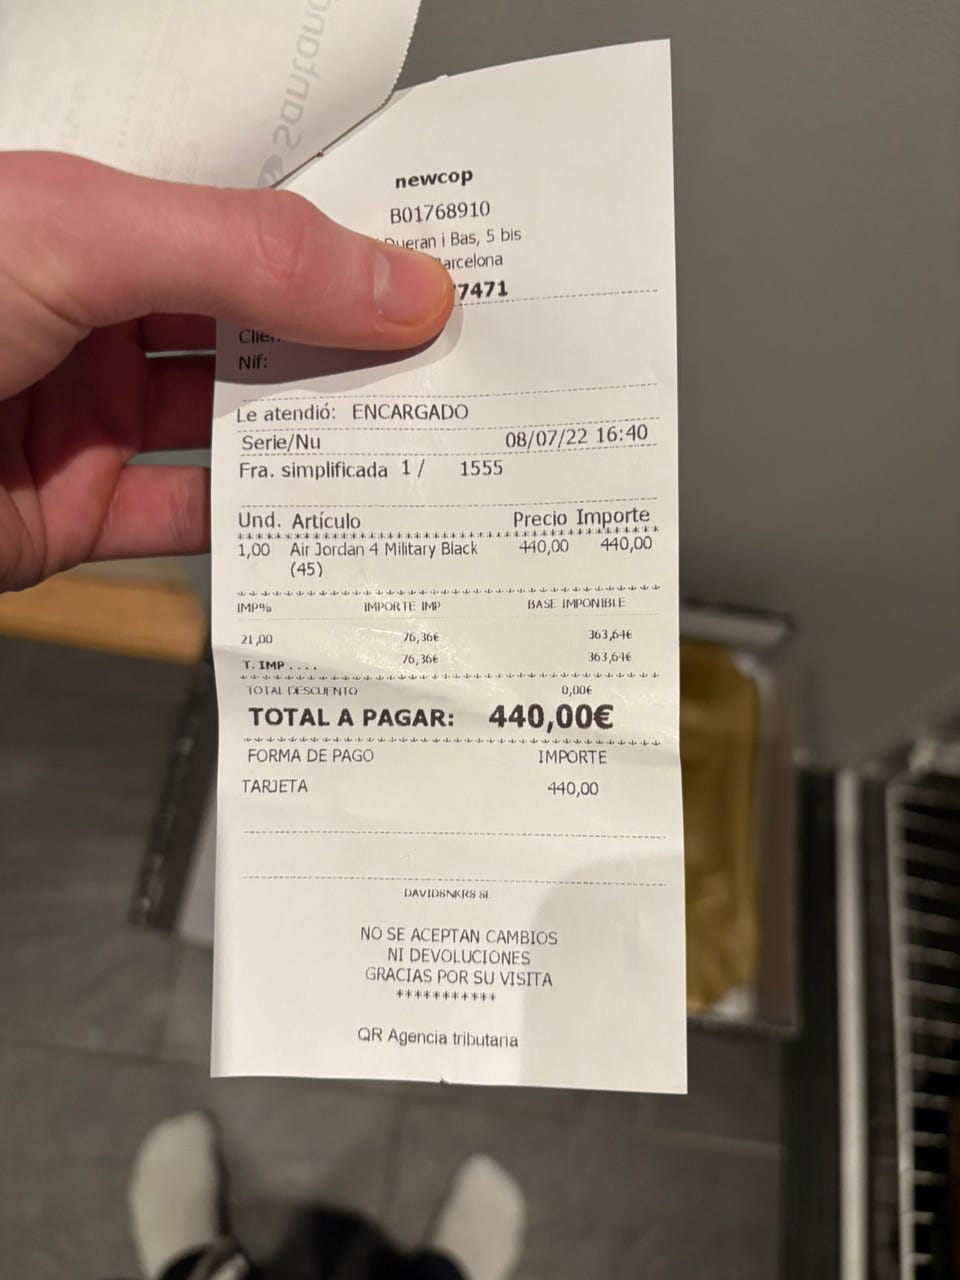 Santand
newcop
B01768910
Dueran i Bas, 5 bis
Barcelona
7471
Nif:
Le atendió: ENCARGADO
Serie/Nu 08/07/22 16:40
Fra. simplificada 1 / 1555
Und. Artículo Precio Importe
1,00 Air Jordan 4 Military Black 440,00 440,00
(45)
IMP% IMPORTE IMP BASE IMPONIBLE
21,00 76,36€ 363,64€
T. IMP .... 76,36€ 363,64€
TOTAL DESCUENTO 0,00€
TOTAL A PAGAR: 440,00€
FORMA DE PAGO IMPORTE
TARJETA 440,00
DAVIDSNKRS SL
NO SE ACEPTAN CAMBIOS
NI DEVOLUCIONES
GRACIAS POR SU VISITA
***********
QR Agencia tributaria